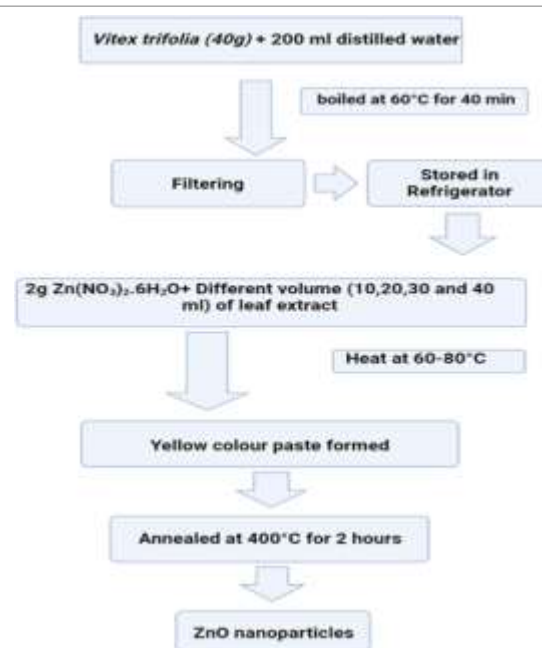 Vitex trifolia (40g) + 200 ml distilled water
boiled at 60°C for 40 min
Filtering
Stored in
Refrigerator
2g Zn(NO₃)₂.6H₂O+ Different volume (10,20,30 and 40
ml) of leaf extract
Heat at 60-80°C
Yellow colour paste formed
Annealed at 400°C for 2 hours
ZnO nanoparticles